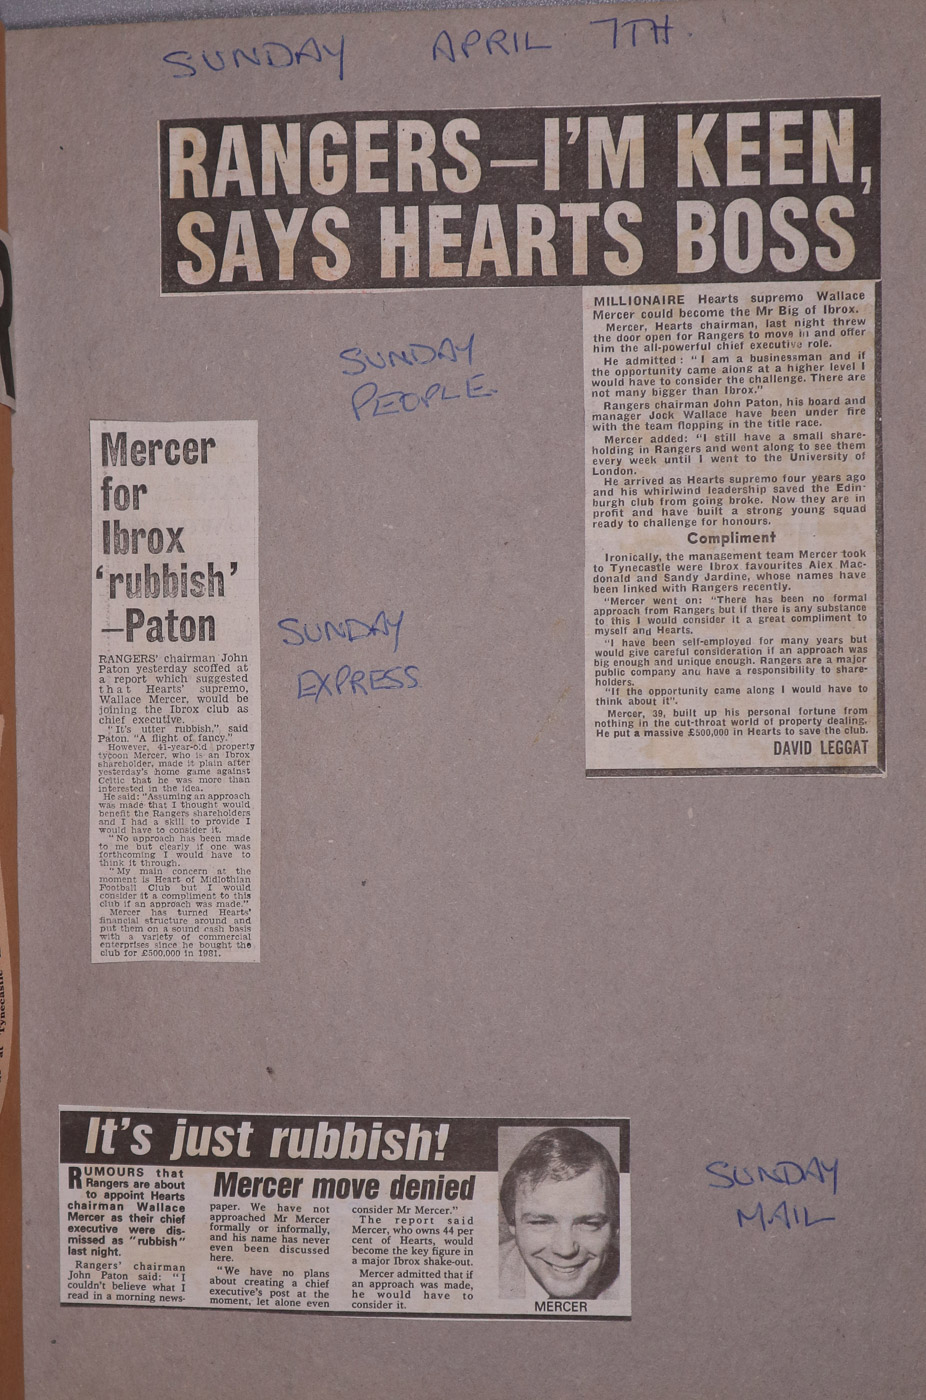 SUNDAY APRIL 7TH.
RANGERS—I'M KEEN,
SAYS HEARTS BOSS
SUNDAY
PEOPLE.
MILLIONAIRE Hearts supremo Wallace
Mercer could become the Mr Big of Ibrox.
Mercer, Hearts chairman, last night threw
the door open for Rangers to move in and offer
him the all-powerful chief executive role.
He admitted: "I am a businessman and if
the opportunity came along at a higher level I
would have to consider the challenge. There are
not many bigger than Ibrox."
Rangers chairman John Paton, his board and
manager Jock Wallace have been under fire
with the team flopping in the title race.
Mercer added: "I still have a small share-
holding in Rangers and went along to see them
every week until I went to the University of
London.
He arrived as Hearts supremo four years ago
and his whirlwind leadership saved the Edin-
burgh club from going broke. Now they are in
profit and have built a strong young squad
ready to challenge for honours.
Compliment
Ironically, the management team Mercer took
to Tynecastle were Ibrox favourites Alex Mac-
donald and Sandy Jardine, whose names have
been linked with Rangers recently.
"Mercer went on: "There has been no formal
approach from Rangers but if there is any substance
to this I would consider it a great compliment to
myself and Hearts.
"I have been self-employed for many years but
would give careful consideration if an approach was
big enough and unique enough. Rangers are a major
public company and have a responsibility to share-
holders.
"If the opportunity came along I would have to
think about it".
Mercer, 39, built up his personal fortune from
nothing in the cut-throat world of property dealing.
He put a massive £500,000 in Hearts to save the club.
DAVID LEGGAT
Mercer
for
Ibrox
'rubbish'
—Paton
SUNDAY
EXPRESS
RANGERS' chairman John
Paton yesterday scoffed at
a report which suggested
that Hearts' supremo,
Wallace Mercer, would be
joining the Ibrox club as
chief executive.
"It's utter rubbish," said
Paton. "A flight of fancy."
However, 41-year-old property
tycoon Mercer, who is an Ibrox
shareholder, made it plain after
yesterday's home game against
Celtic that he was more than
interested in the idea.
He said: "Assuming an approach
was made that I thought would
benefit the Rangers shareholders
and I had a skill to provide I
would have to consider it.
"No approach has been made
to me but clearly if one was
forthcoming I would have to
think it through.
"My main concern at the
moment is Heart of Midlothian
Football Club but I would
consider it a compliment to this
club if an approach was made."
Mercer has turned Hearts'
financial structure around and
put them on a sound cash basis
with a variety of commercial
enterprises since he bought the
club for £500,000 in 1981.
at Tynecastle
It's just rubbish!
Mercer move denied
RUMOURS that
Rangers are about
to appoint Hearts
chairman Wallace
Mercer as their chief
executive were dis-
missed as "rubbish"
last night.
Rangers' chairman
John Paton said: "I
couldn't believe what I
read in a morning news-
paper. We have not
approached Mr Mercer
formally or informally,
and his name has never
even been discussed
here.
"We have no plans
about creating a chief
executive's post at the
moment, let alone even
consider Mr Mercer."
The report said
Mercer, who owns 44 per
cent of Hearts, would
become the key figure in
a major Ibrox shake-out.
Mercer admitted that if
an approach was made,
he would have to
consider it.
MERCER
SUNDAY
MAIL